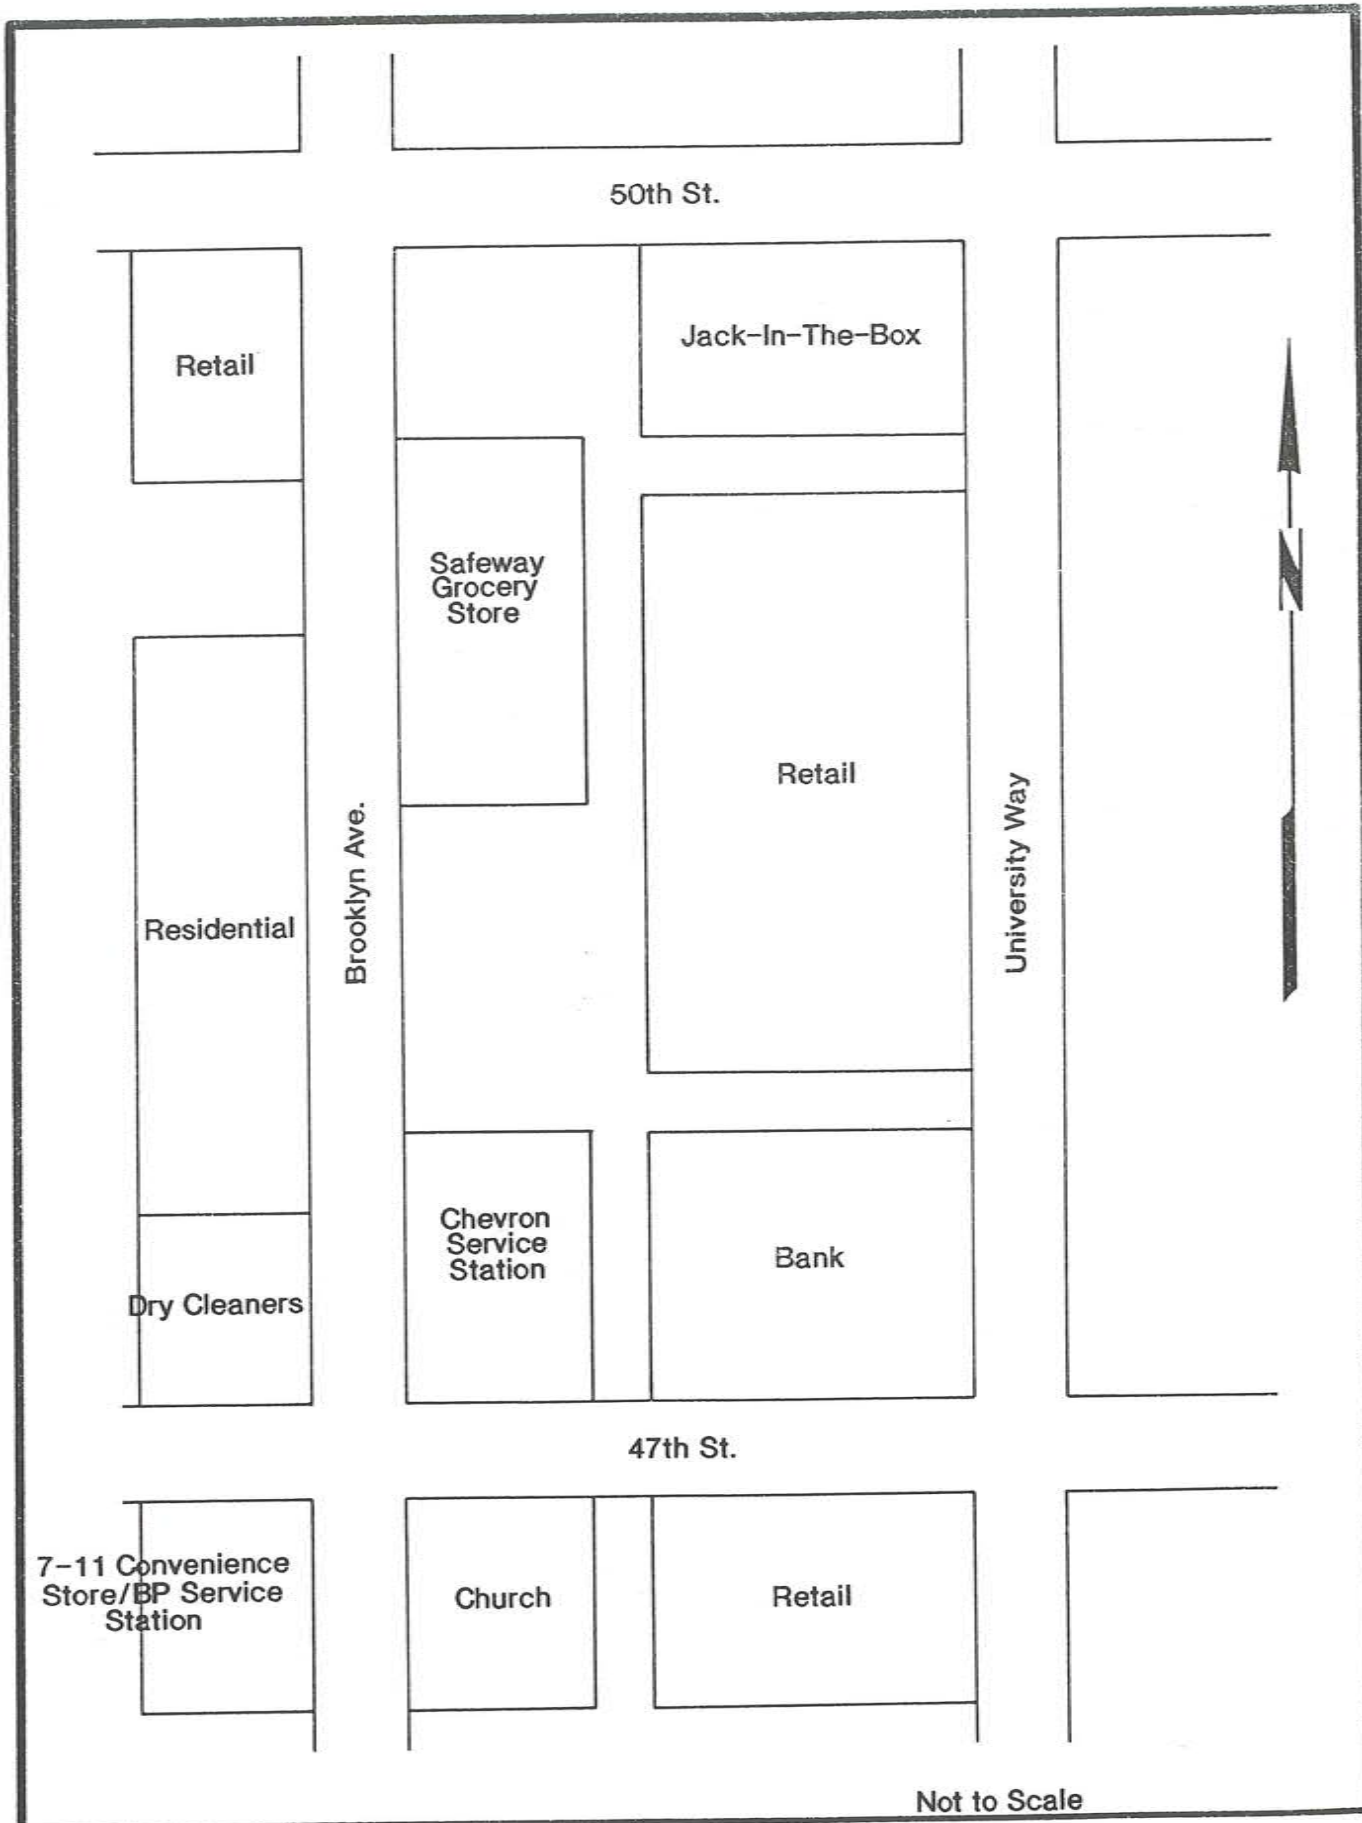 50th St.
Jack-In-The-Box
Retail
Safeway
Grocery
Store
Retail
Brooklyn Ave.
University Way
N
Residential
Chevron
Service
Station
Bank
Dry Cleaners
47th St.
7-11 Convenience
Store/BP Service
Station
Church
Retail
Not to Scale